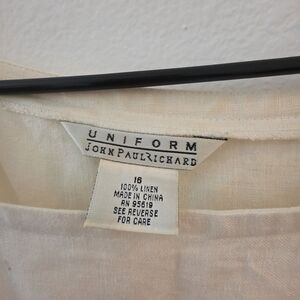 UNIFORM
JOHN PAUL RICHARD
16
100% LINEN
MADE IN CHINA
RN 95619
SEE REVERSE
FOR CARE